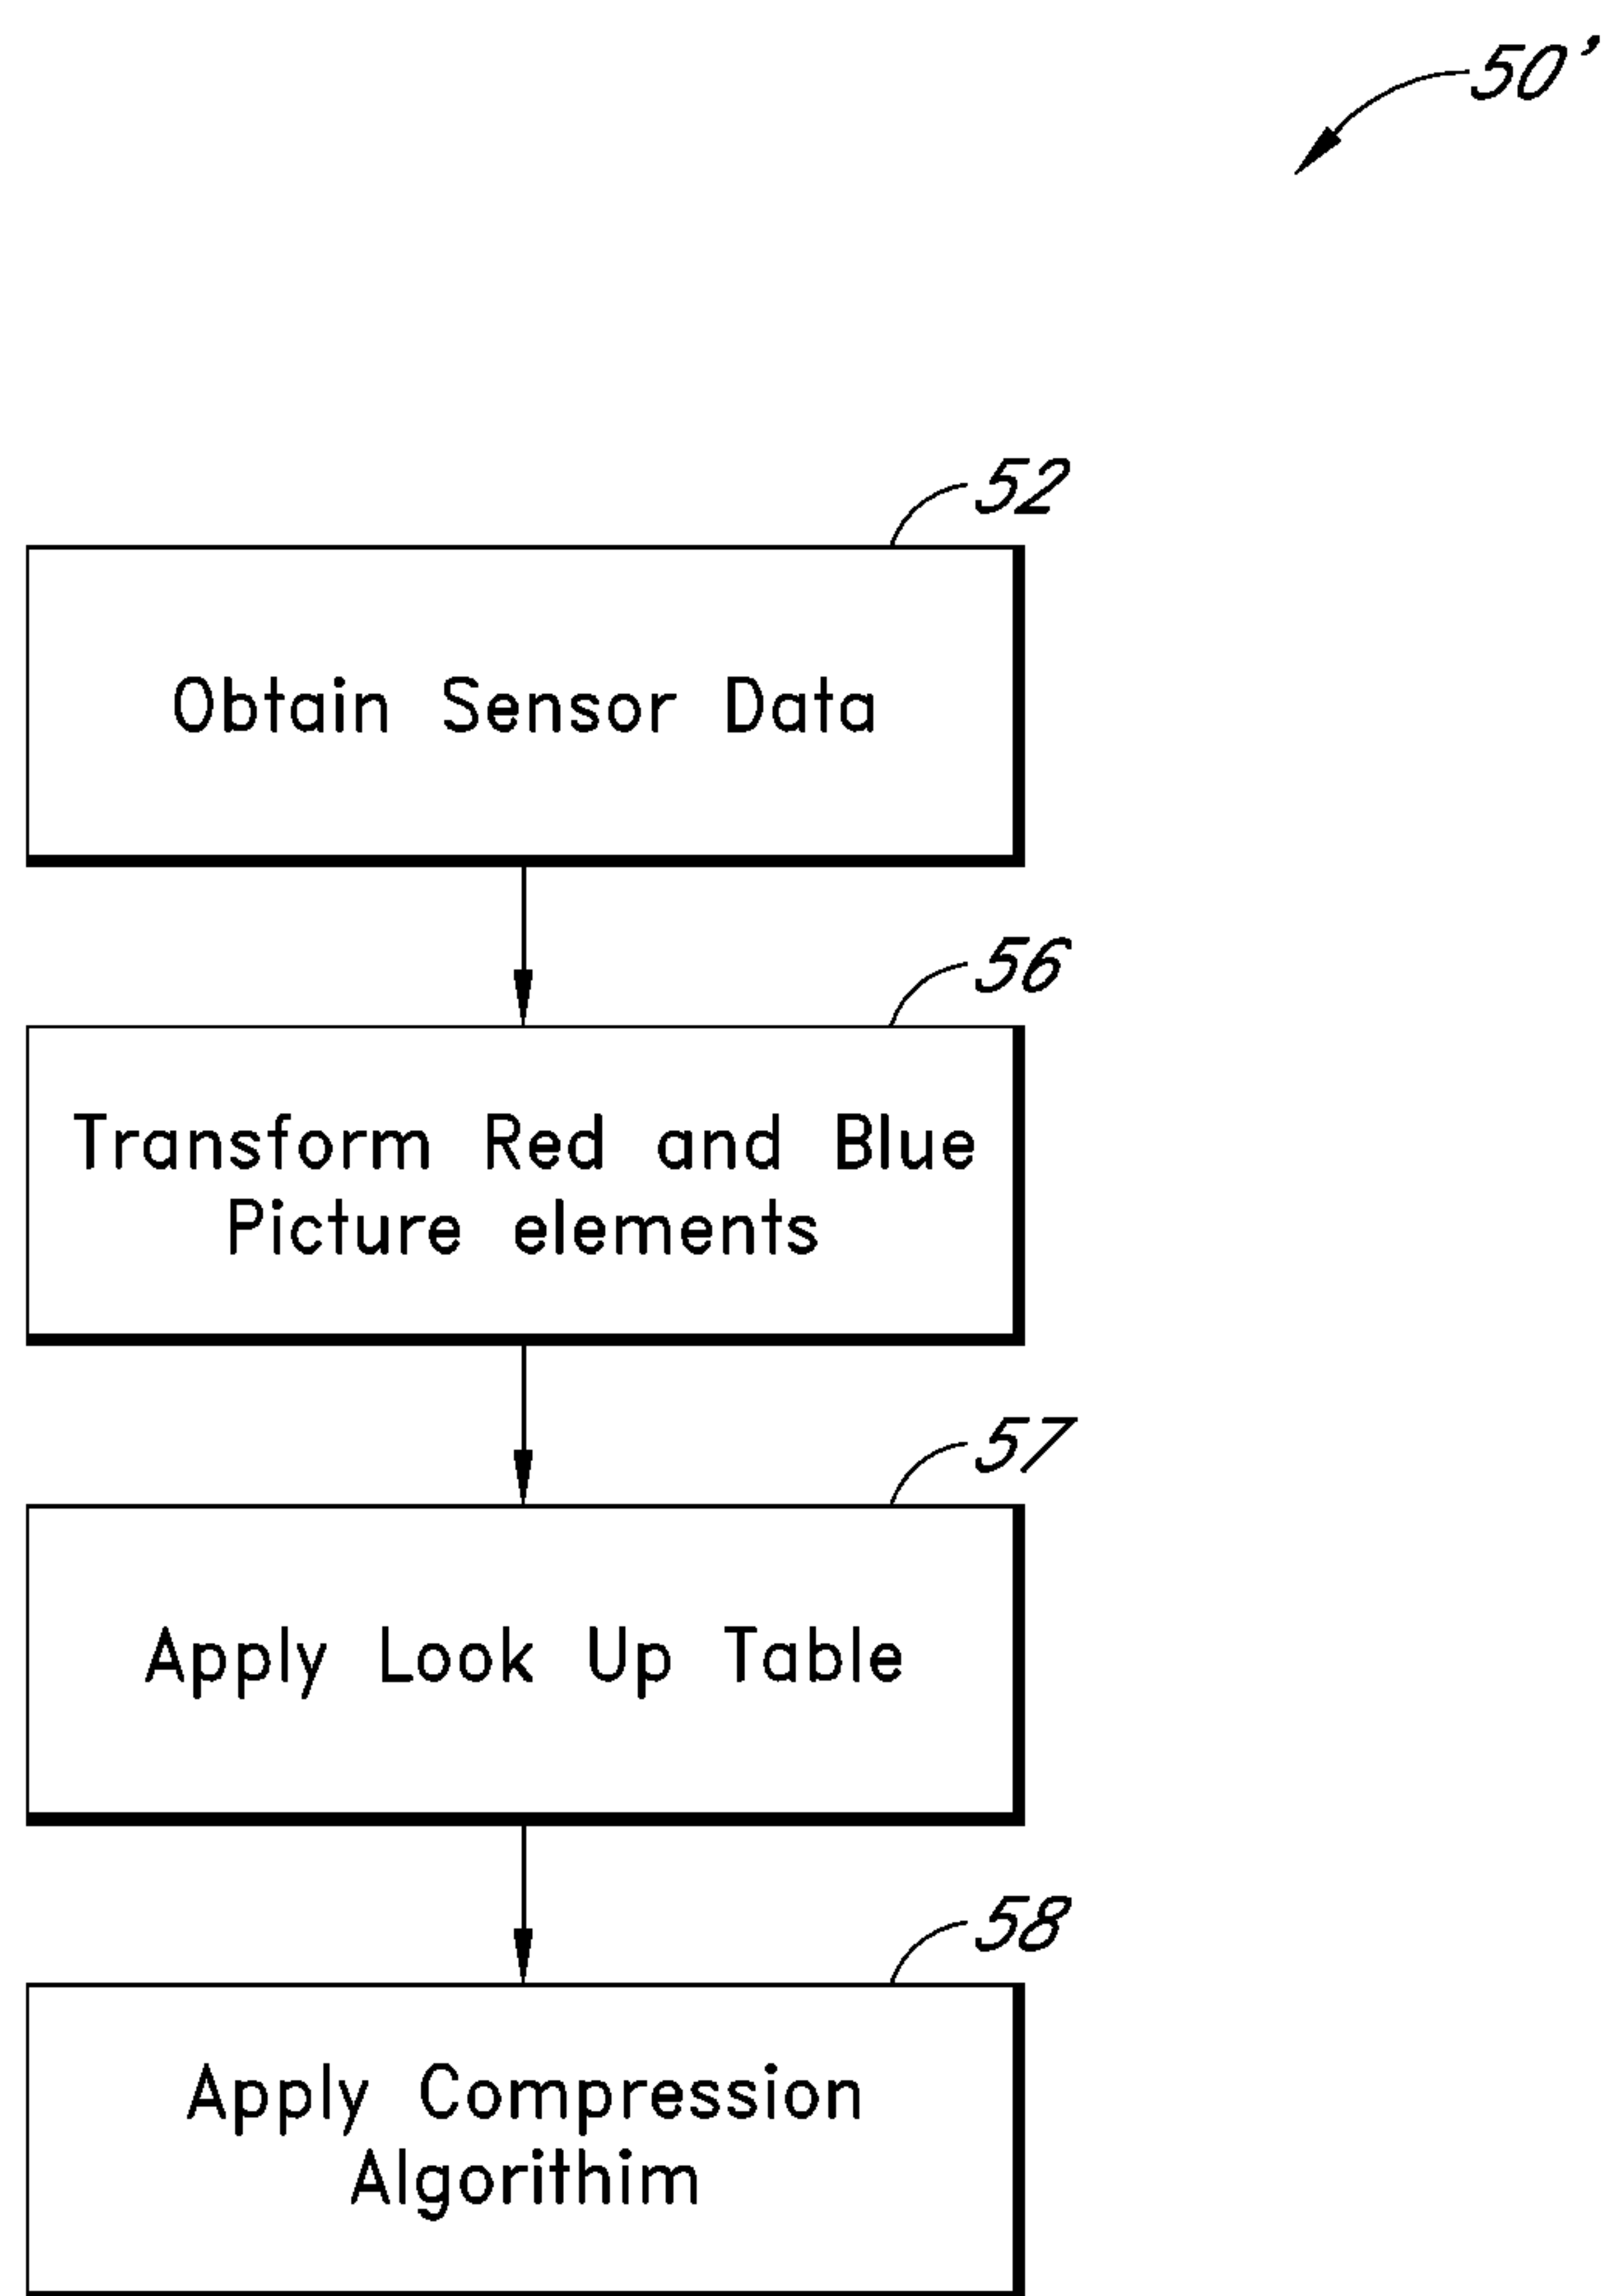 50'
52
Obtain Sensor Data
56
Transform Red and Blue
Picture elements
57
Apply Look Up Table
58
Apply Compression
Algorithim